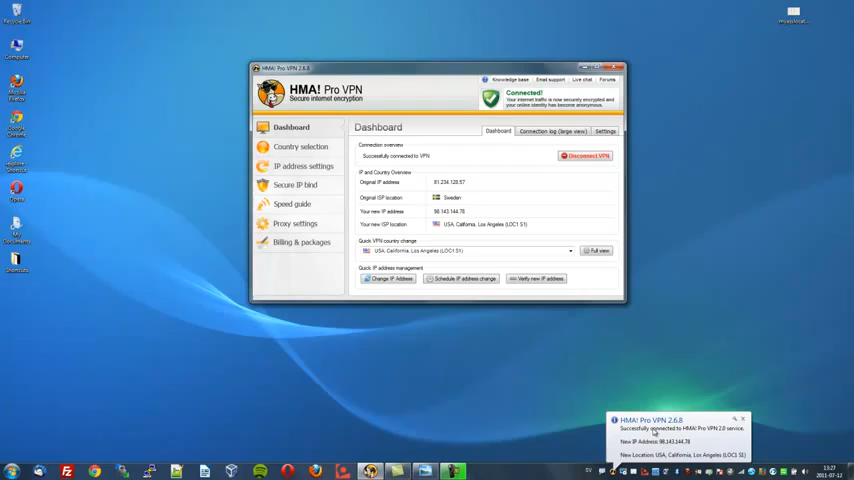 Recycle Bin
Computer
Mozilla
Firefox
Google
Chrome
Shortcut
Opera
My
Documents
Shortcuts
HMA! Pro VPN 2.6.8
HMA! Pro VPN
Secure internet encryption
Knowledge base
Email support
Live chat
Forums
Connected!
Your internet traffic is now securely encrypted and
your online identity has become anonymous.
Dashboard
Country selection
IP address settings
Secure IP bind
Speed guide
Proxy settings
Billing & packages
Dashboard
Dashboard
Connection log (large view)
Settings
Connection overview
Successfully connected to VPN
Disconnect VPN
IP and Country Overview
Original IP address
81.234.128.57
Original ISP location
Sweden
Your new IP address
98.143.144.78
Your new ISP location
USA, California, Los Angeles (LOC1 S1)
Quick VPN country change
USA, California, Los Angeles (LOC1 S1)
Full view
Quick IP address management
Change IP Address
Schedule IP address change
Verify new IP address
HMA! Pro VPN 2.6.8
Successfully connected to HMA! Pro VPN 2.0 service.
New IP Address: 98.143.144.78
New Location: USA, California, Los Angeles (LOC1 S1)
SV
13:27
2011-07-12